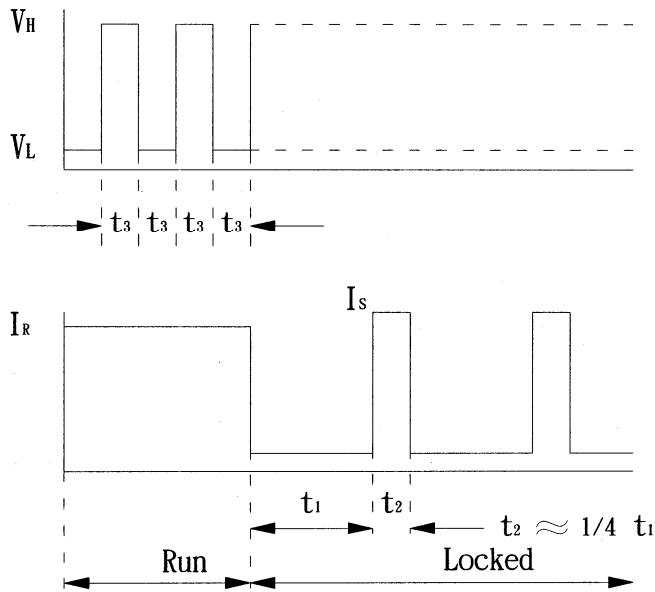 VH
VL
t3 t3 t3 t3
IS
IR
t1 t2 t2 ≈ 1/4 t1
Run Locked